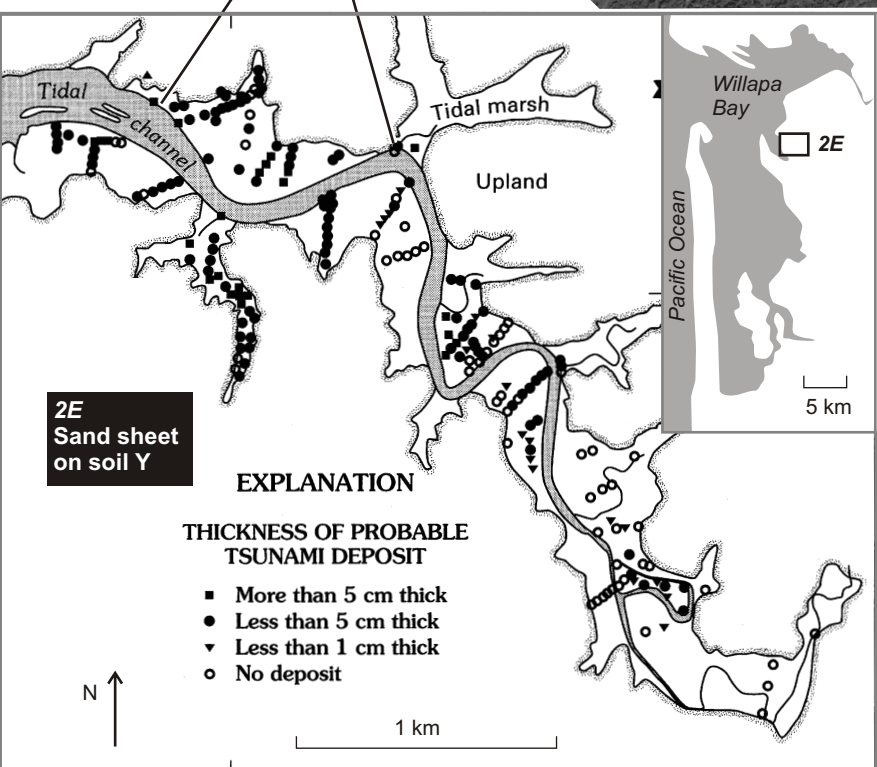 Tidal
channel
Tidal marsh
Upland
Willapa
Bay
2E
Pacific Ocean
5 km
2E
Sand sheet
on soil Y
EXPLANATION
THICKNESS OF PROBABLE
TSUNAMI DEPOSIT
More than 5 cm thick
Less than 5 cm thick
Less than 1 cm thick
No deposit
N
1 km